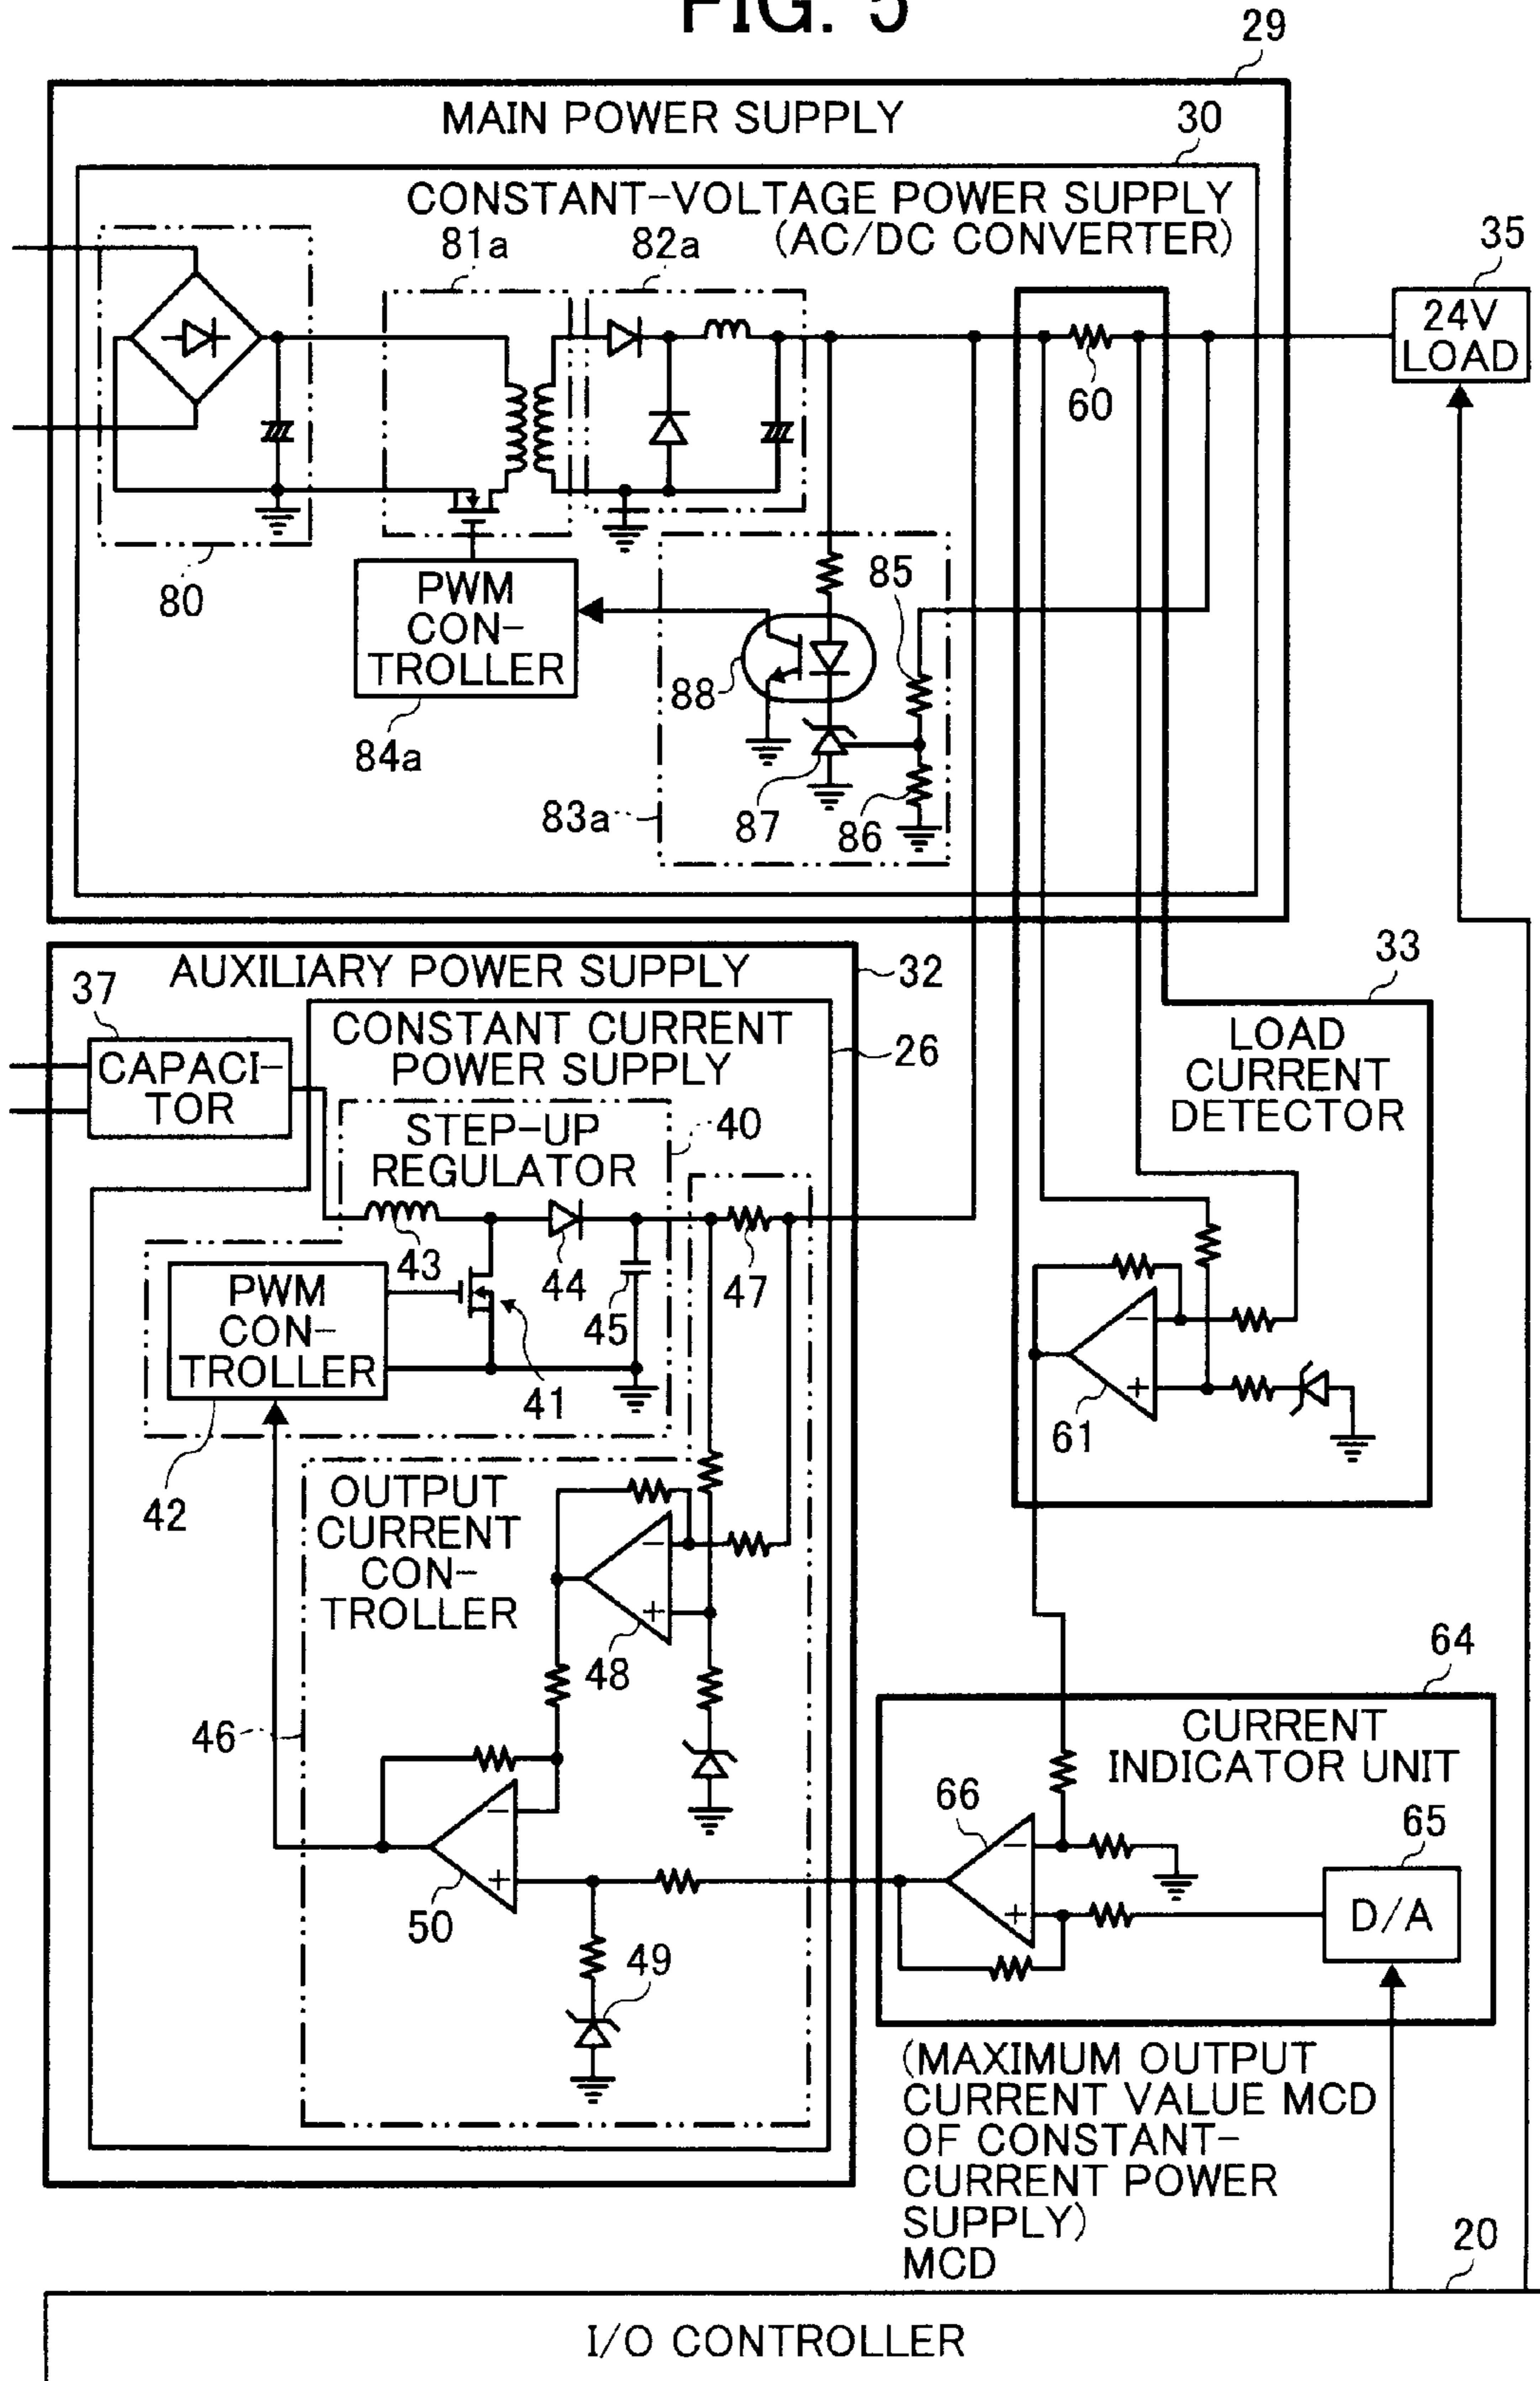 FIG. 5
29
MAIN POWER SUPPLY
30
CONSTANT-VOLTAGE POWER SUPPLY
(AC/DC CONVERTER)
81a
82a
35
24V
LOAD
60
80
PWM
CON-
TROLLER
84a
85
88
83a
87
86
AUXILIARY POWER SUPPLY
32
33
37
CAPACI-
TOR
CONSTANT CURRENT
POWER SUPPLY
26
LOAD
CURRENT
DETECTOR
STEP-UP
REGULATOR
40
43
44
45
47
PWM
CON-
TROLLER
41
42
-
+
61
OUTPUT
CURRENT
CON-
TROLLER
-
+
48
46
64
CURRENT
INDICATOR UNIT
66
65
-
+
50
-
+
D/A
49
(MAXIMUM OUTPUT
CURRENT VALUE MCD
OF CONSTANT-
CURRENT POWER
SUPPLY)
MCD
20
I/O CONTROLLER